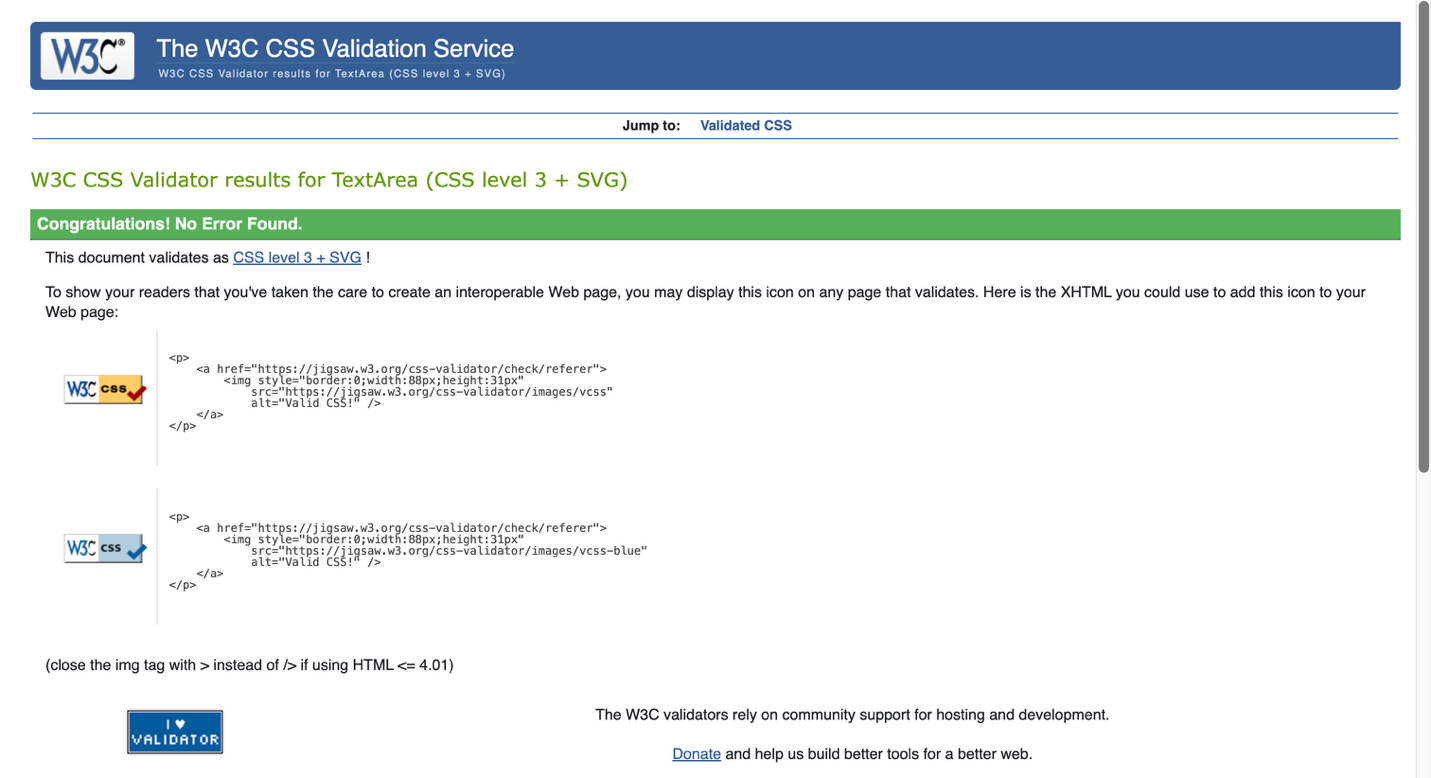 W3C®
The W3C CSS Validation Service
W3C CSS Validator results for TextArea (CSS level 3 + SVG)
Jump to: Validated CSS
W3C CSS Validator results for TextArea (CSS level 3 + SVG)
Congratulations! No Error Found.
This document validates as CSS level 3 + SVG !
To show your readers that you've taken the care to create an interoperable Web page, you may display this icon on any page that validates. Here is the XHTML you could use to add this icon to your
Web page:
W3C css
<p>
    <a href="https://jigsaw.w3.org/css-validator/check/referer">
        <img style="border:0;width:88px;height:31px"
            src="https://jigsaw.w3.org/css-validator/images/vcss"
            alt="Valid CSS!" />
    </a>
</p>
W3C css
<p>
    <a href="https://jigsaw.w3.org/css-validator/check/referer">
        <img style="border:0;width:88px;height:31px"
            src="https://jigsaw.w3.org/css-validator/images/vcss-blue"
            alt="Valid CSS!" />
    </a>
</p>
(close the img tag with > instead of /> if using HTML <= 4.01)
I ♥
VALIDATOR
The W3C validators rely on community support for hosting and development.
Donate and help us build better tools for a better web.